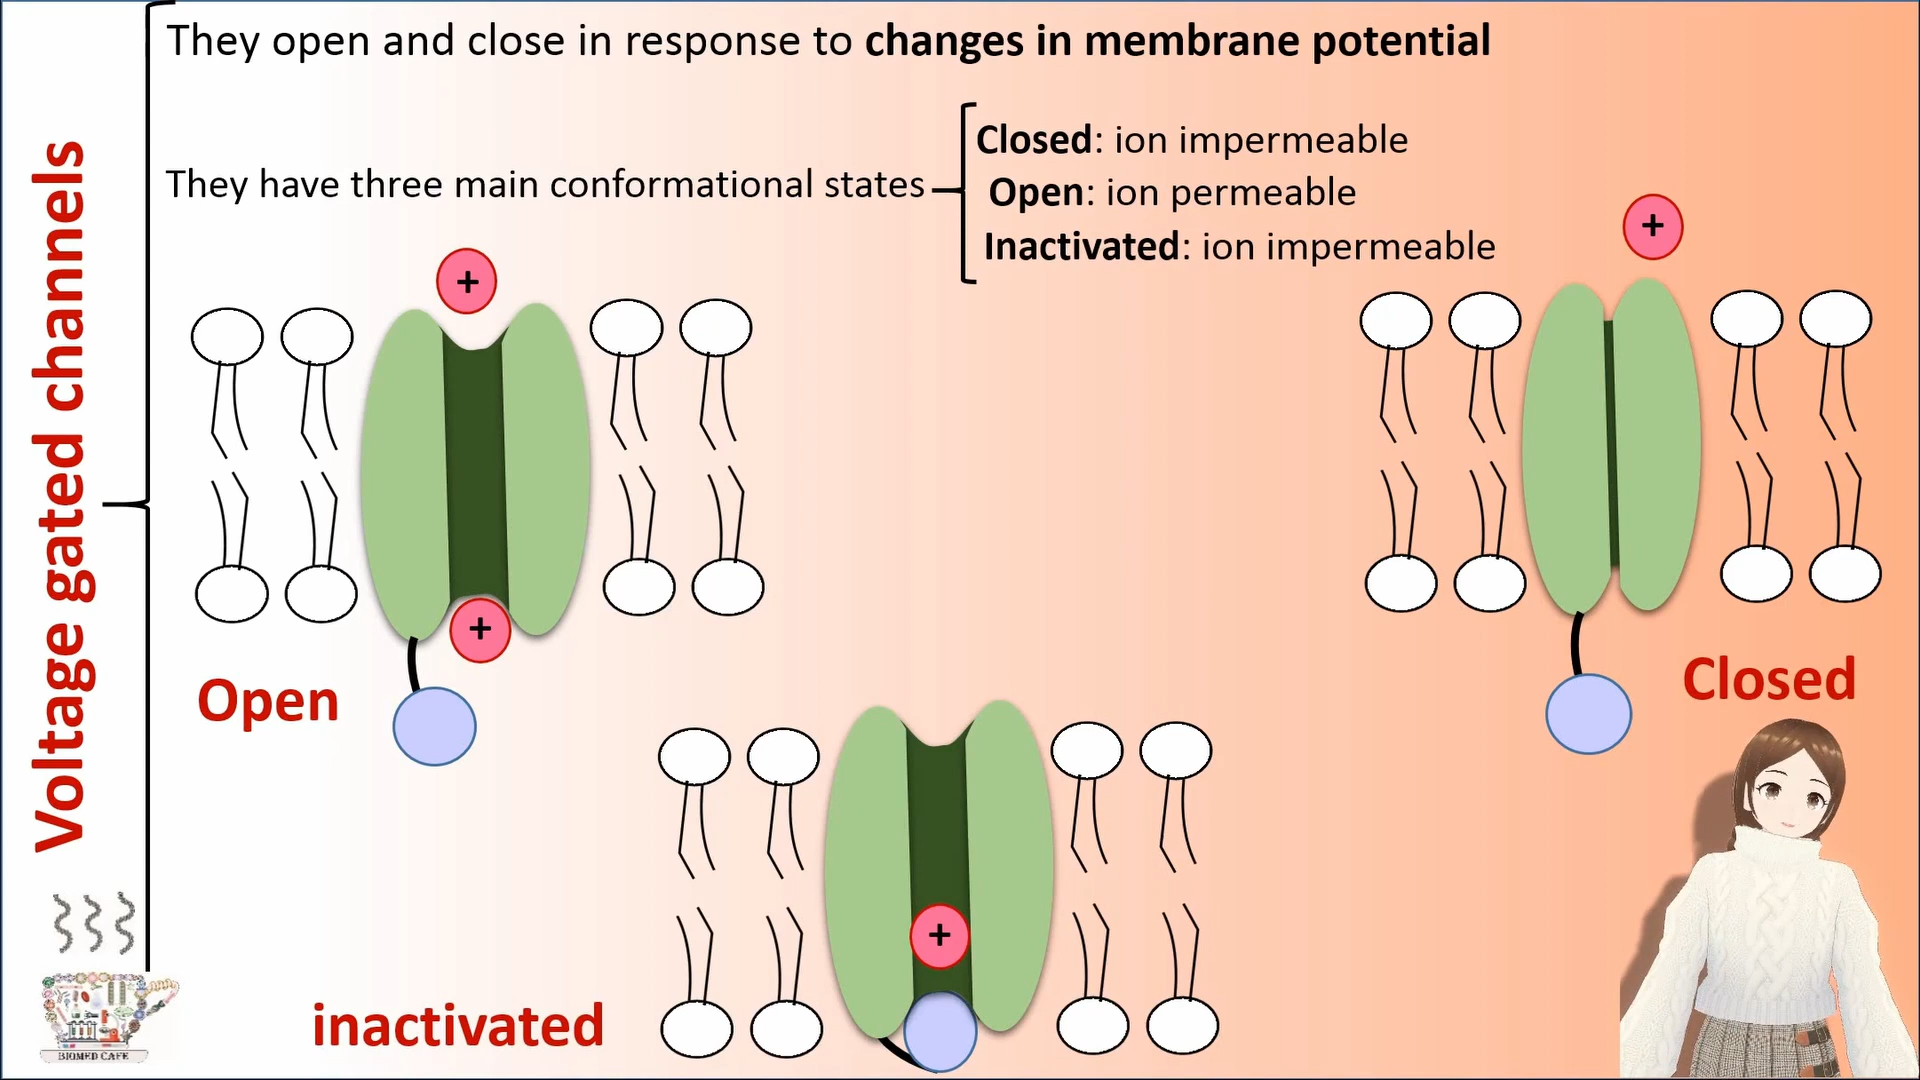 They open and close in response to changes in membrane potential
Closed: ion impermeable
They have three main conformational states
Open: ion permeable
Inactivated: ion impermeable
Voltage gated channels
+
+
+
+
Open
Closed
inactivated
BIOMED CAFE